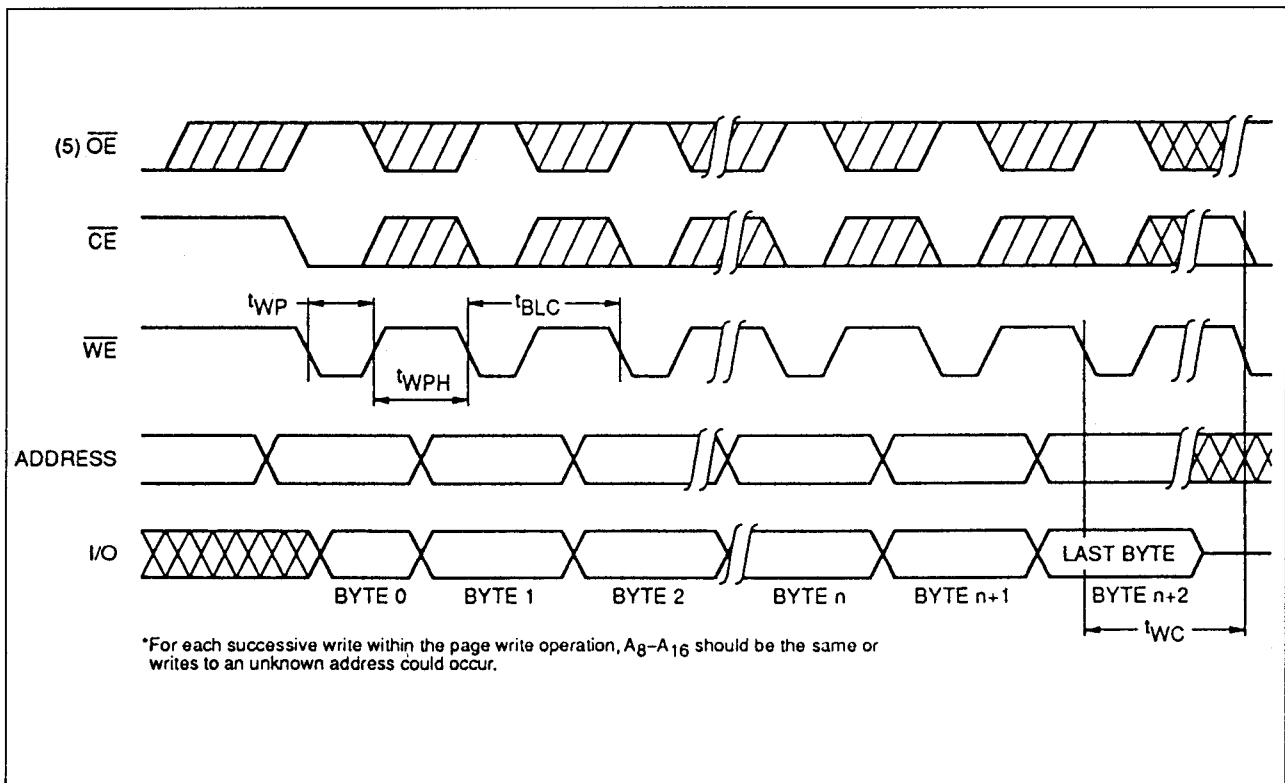 (5) OE
CE
tWP
tBLC
WE
tWPH
ADDRESS
I/O
LAST BYTE
BYTE 0 BYTE 1 BYTE 2 BYTE n BYTE n+1 BYTE n+2
tWC
*For each successive write within the page write operation, A8–A16 should be the same or
writes to an unknown address could occur.